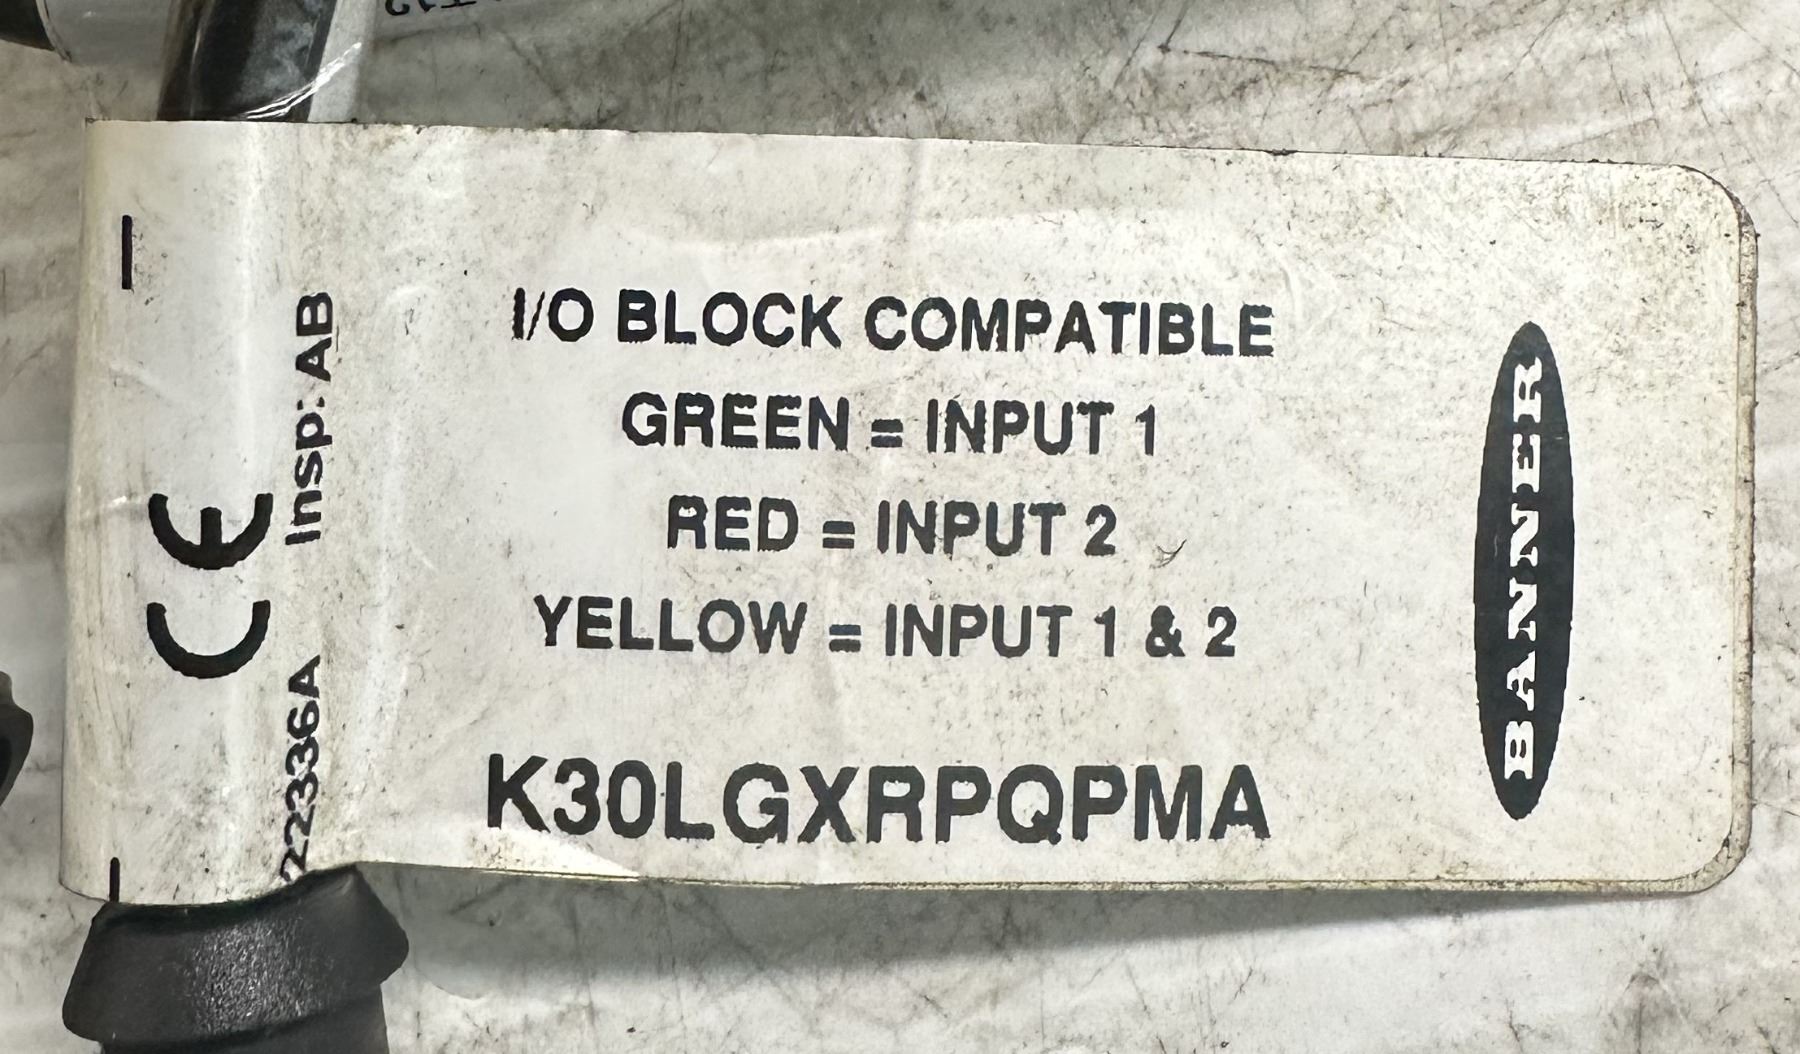 I/O BLOCK COMPATIBLE
GREEN = INPUT 1
RED = INPUT 2
YELLOW = INPUT 1 & 2
K30LGXRPQPMA
BANNER
CE
22336A Insp: AB